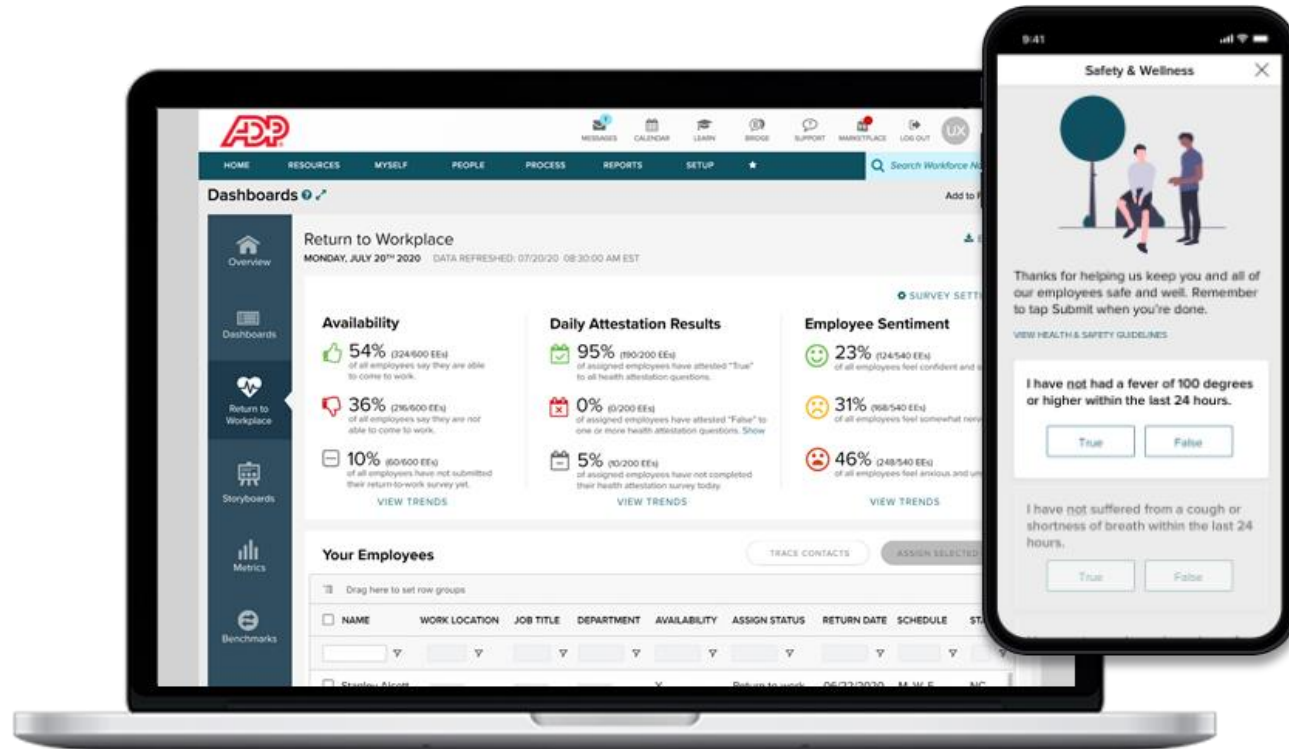 ADP
MESSAGES CALENDAR LEARN BRIDGE SUPPORT MARKETPLACE LOG OUT UX
HOME RESOURCES MYSELF PEOPLE PROCESS REPORTS SETUP
Search Workforce No
Dashboards
Add to F
Overview
Dashboards
Return to
Workplace
Storyboards
Metrics
Benchmarks
Return to Workplace
MONDAY, JULY 20TH 2020 DATA REFRESHED: 07/20/20 08:30:00 AM EST
SURVEY SETTI
Availability
54% (324/600 EEs)
of all employees say they are able
to come to work.
36% (216/600 EEs)
of all employees say they are not
able to come to work.
10% (60/600 EEs)
of all employees have not submitted
their return-to-work survey yet.
VIEW TRENDS
Daily Attestation Results
95% (190/200 EEs)
of assigned employees have attested "True"
to all health attestation questions.
0% (0/200 EEs)
of assigned employees have attested "False" to
one or more health attestation questions. Show
5% (10/200 EEs)
of assigned employees have not completed
their health attestation survey today.
VIEW TRENDS
Employee Sentiment
23% (124/540 EEs)
of all employees feel confident and s
31% (168/540 EEs)
of all employees feel somewhat nerv
46% (248/540 EEs)
of all employees feel anxious and un
VIEW TRENDS
Your Employees
TRACE CONTACTS
ASSIGN SELECTED
Drag here to set row groups
NAME WORK LOCATION JOB TITLE DEPARTMENT AVAILABILITY ASSIGN STATUS RETURN DATE SCHEDULE STA
Stanley Alcott Y Return to work 06/22/2020 M, W, F NC
9:41
Safety & Wellness
Thanks for helping us keep you and all of
our employees safe and well. Remember
to tap Submit when you're done.
VIEW HEALTH & SAFETY GUIDELINES
I have not had a fever of 100 degrees
or higher within the last 24 hours.
True False
I have not suffered from a cough or
shortness of breath within the last 24
hours.
True False